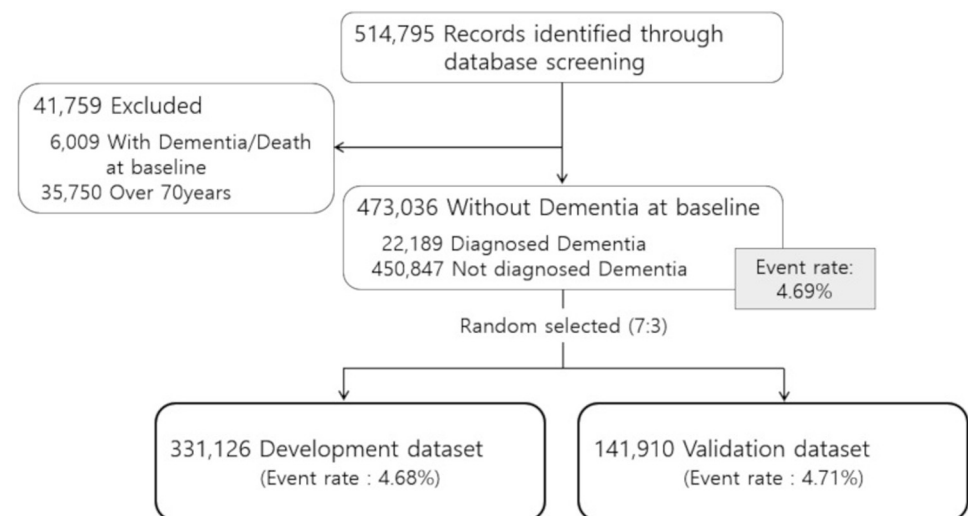 514,795 Records identified through
database screening
41,759 Excluded
6,009 With Dementia/Death
at baseline
35,750 Over 70years
473,036 Without Dementia at baseline
22,189 Diagnosed Dementia
450,847 Not diagnosed Dementia
Event rate:
4.69%
Random selected (7:3)
331,126 Development dataset
(Event rate : 4.68%)
141,910 Validation dataset
(Event rate : 4.71%)